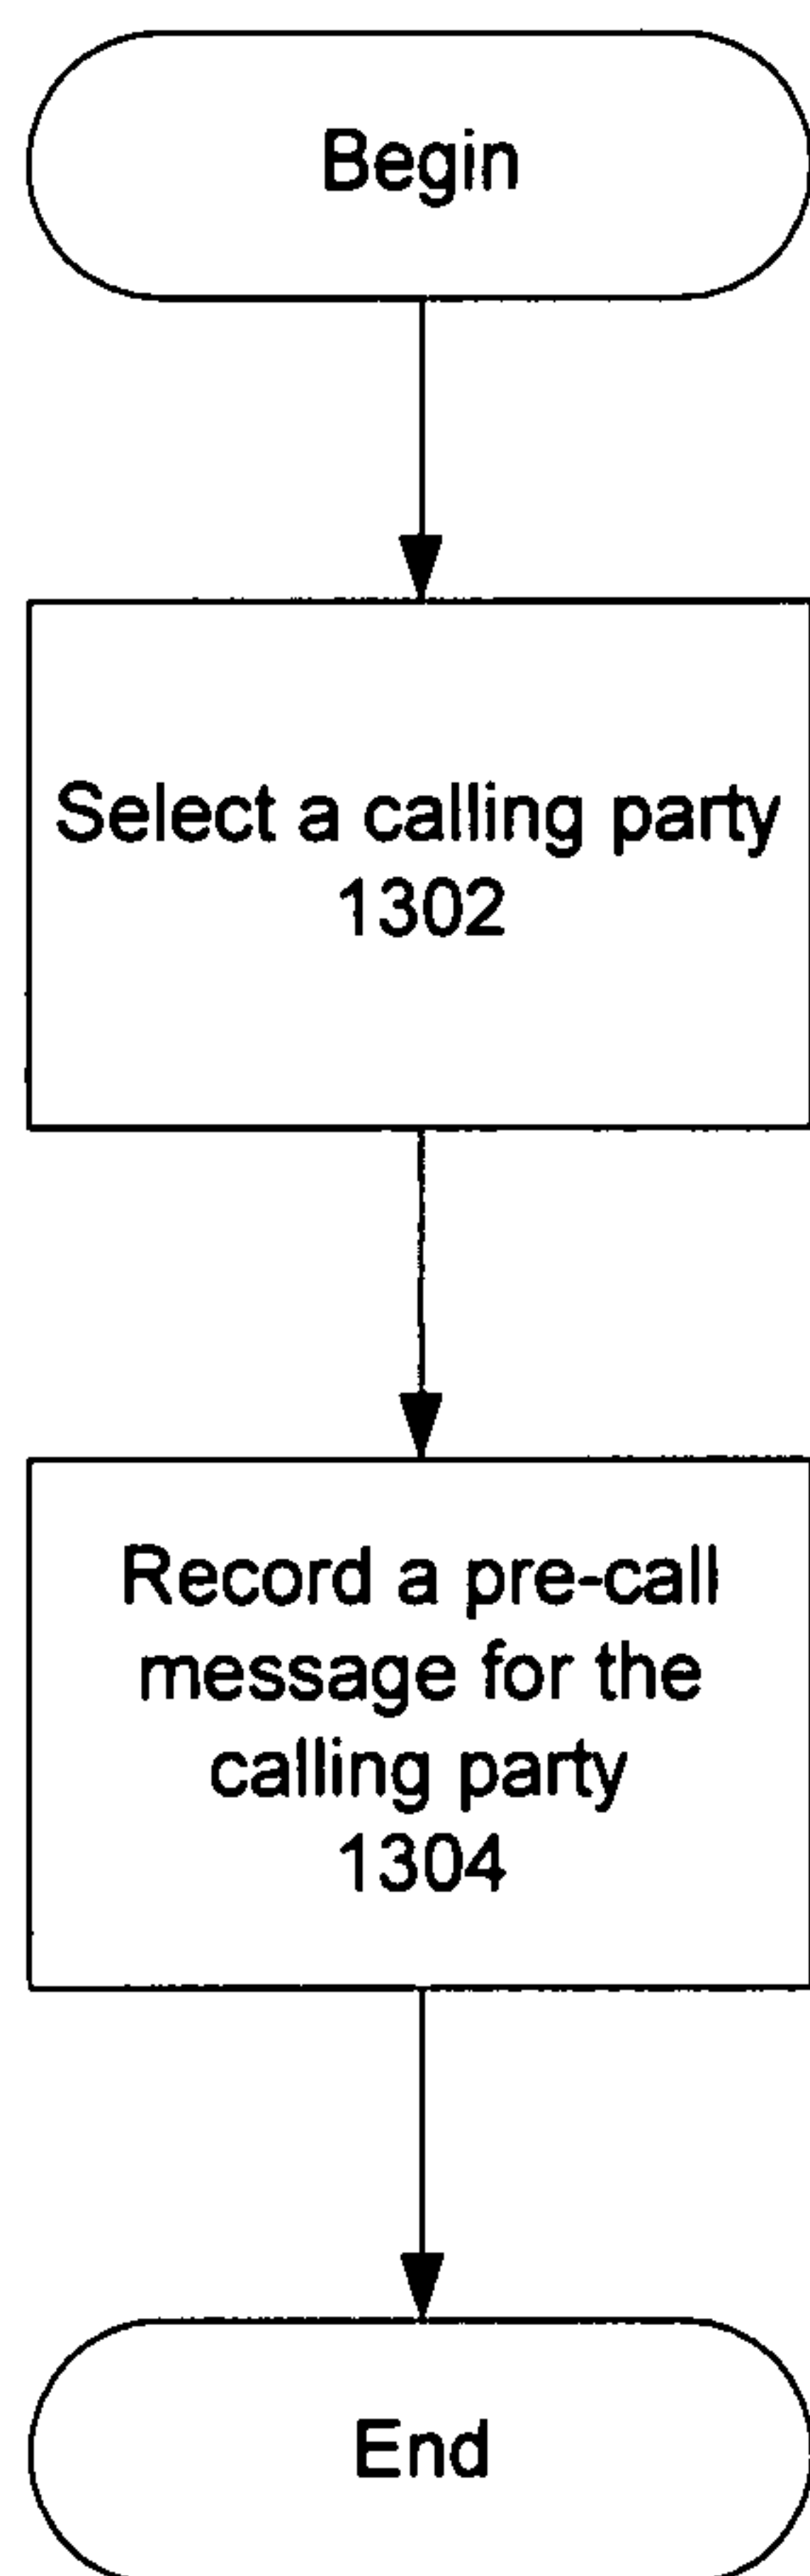 Begin
Select a calling party
1302
Record a pre-call
message for the
calling party
1304
End